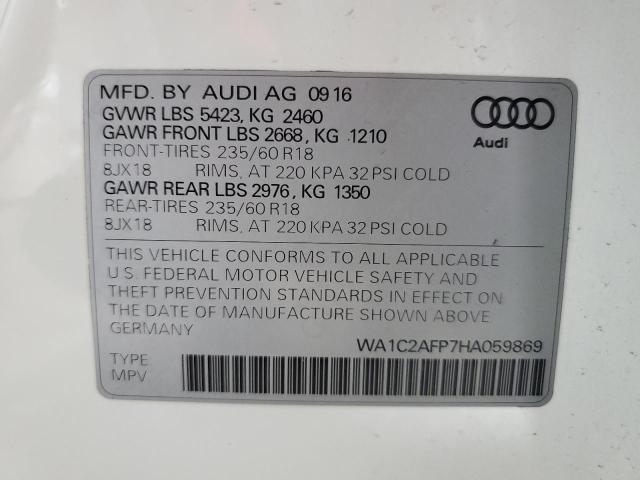 MFD. BY AUDI AG 09 16
GVWR LBS 5423, KG 2460
GAWR FRONT LBS 2668, KG 1210
FRONT-TIRES 235/60 R18
8JX18 RIMS, AT 220 KPA 32 PSI COLD
GAWR REAR LBS 2976, KG 1350
REAR-TIRES 235/60 R18
8JX18 RIMS, AT 220 KPA 32 PSI COLD
Audi
THIS VEHICLE CONFORMS TO ALL APPLICABLE
U.S. FEDERAL MOTOR VEHICLE SAFETY AND
THEFT PREVENTION STANDARDS IN EFFECT ON
THE DATE OF MANUFACTURE SHOWN ABOVE
GERMANY
WA1C2AFP7HA059869
TYPE
MPV